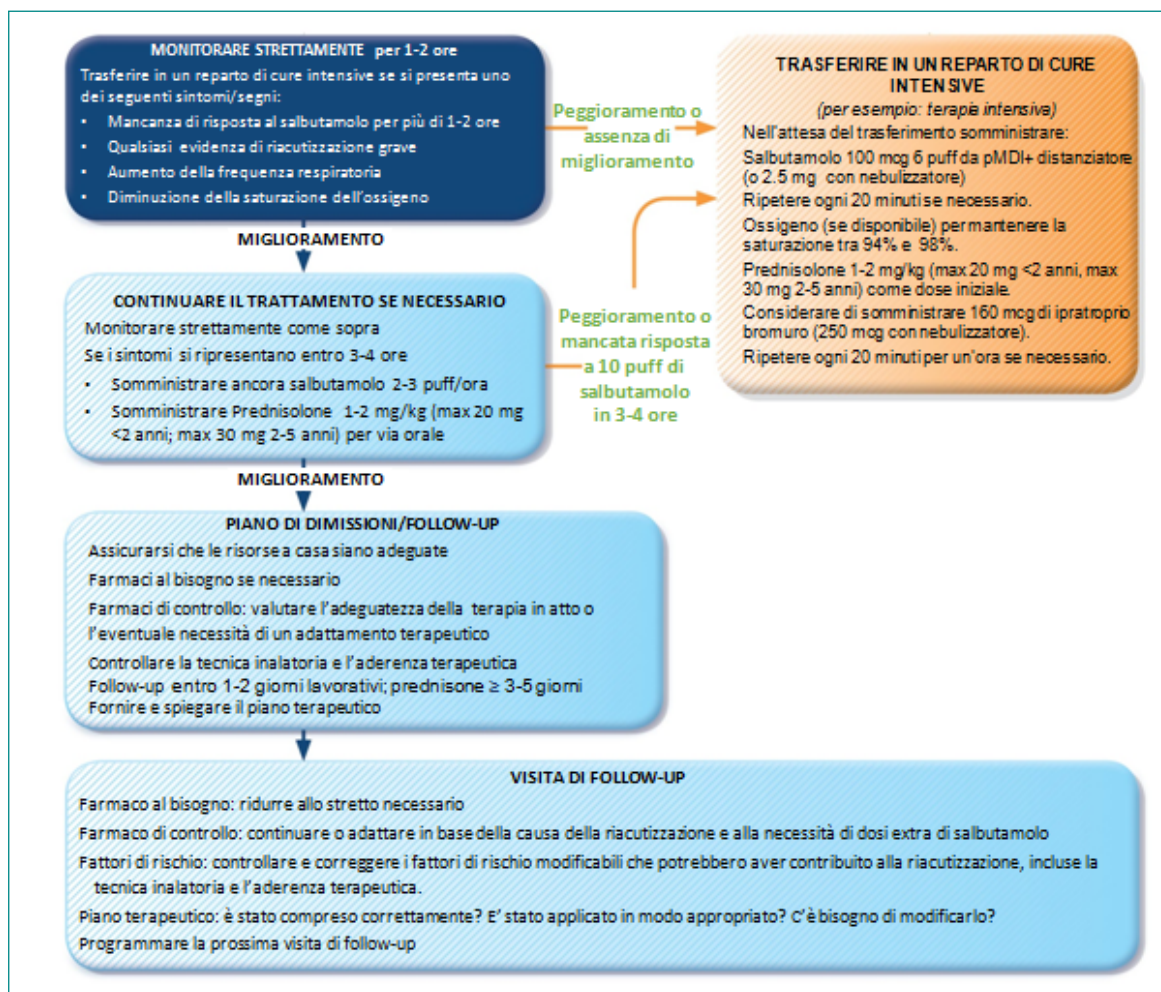 MONITORARE STRETTAMENTE per 1-2 ore
Trasferire in un reparto di cure intensive se si presenta uno
dei seguenti sintomi/segni:
• Mancanza di risposta al salbutamolo per più di 1-2 ore
• Qualsiasi evidenza di riacutizzazione grave
• Aumento della frequenza respiratoria
• Diminuzione della saturazione dell'ossigeno
Peggioramento o
assenza di
miglioramento
TRASFERIRE IN UN REPARTO DI CURE
INTENSIVE
(per esempio: terapia intensiva)
Nell'attesa del trasferimento somministrare:
Salbutamolo 100 mcg 6 puff da pMDI+ distanziatore
(o 2.5 mg con nebulizzatore)
Ripetere ogni 20 minuti se necessario.
Ossigeno (se disponibile) per mantenere la
saturazione tra 94% e 98%.
Prednisolone 1-2 mg/kg (max 20 mg <2 anni, max
30 mg 2-5 anni) come dose iniziale.
Considerare di somministrare 160 mcg di ipratroprio
bromuro (250 mcg con nebulizzatore).
Ripetere ogni 20 minuti per un'ora se necessario.
MIGLIORAMENTO
CONTINUARE IL TRATTAMENTO SE NECESSARIO
Monitorare strettamente come sopra
Se i sintomi si ripresentano entro 3-4 ore
• Somministrare ancora salbutamolo 2-3 puff/ora
• Somministrare Prednisolone 1-2 mg/kg (max 20 mg
<2 anni; max 30 mg 2-5 anni) per via orale
Peggioramento o
mancata risposta
a 10 puff di
salbutamolo
in 3-4 ore
MIGLIORAMENTO
PIANO DI DIMISSIONI/FOLLOW-UP
Assicurarsi che le risorse a casa siano adeguate
Farmaci al bisogno se necessario
Farmaci di controllo: valutare l'adeguatezza della terapia in atto o
l'eventuale necessità di un adattamento terapeutico
Controllare la tecnica inalatoria e l'aderenza terapeutica
Follow-up entro 1-2 giorni lavorativi; prednisone ≥ 3-5 giorni
Fornire e spiegare il piano terapeutico
VISITA DI FOLLOW-UP
Farmaco al bisogno: ridurre allo stretto necessario
Farmaco di controllo: continuare o adattare in base della causa della riacutizzazione e alla necessità di dosi extra di salbutamolo
Fattori di rischio: controllare e correggere i fattori di rischio modificabili che potrebbero aver contribuito alla riacutizzazione, incluse la
tecnica inalatoria e l'aderenza terapeutica.
Piano terapeutico: è stato compreso correttamente? E' stato applicato in modo appropriato? C'è bisogno di modificarlo?
Programmare la prossima visita di follow-up